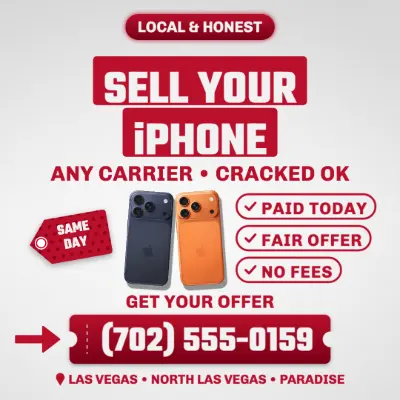 LOCAL & HONEST
SELL YOUR
iPHONE
ANY CARRIER • CRACKED OK
SAME
DAY
PAID TODAY
FAIR OFFER
NO FEES
GET YOUR OFFER
(702) 555-0159
LAS VEGAS • NORTH LAS VEGAS • PARADISE